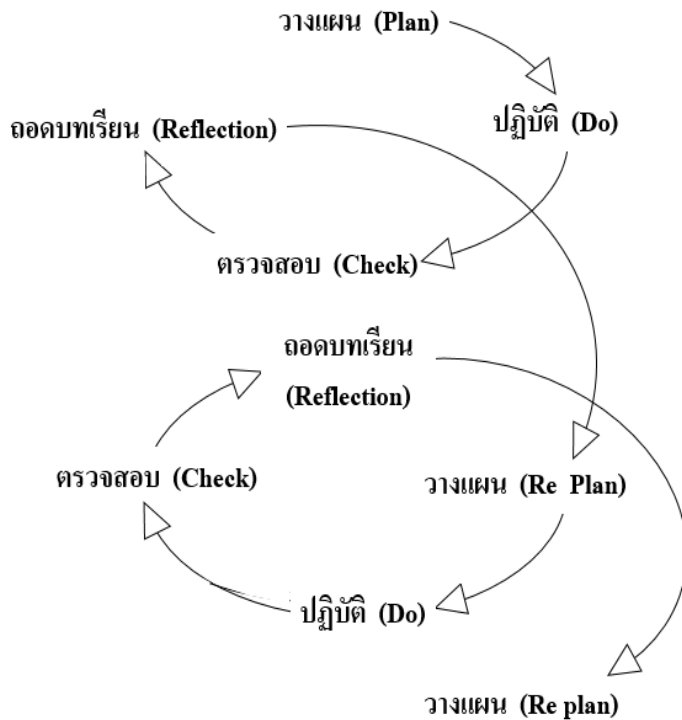 วางแผน (Plan)
ปฏิบัติ (Do)
ถอดบทเรียน (Reflection)
ตรวจสอบ (Check)
ถอดบทเรียน
(Reflection)
ตรวจสอบ (Check)
วางแผน (Re Plan)
ปฏิบัติ (Do)
วางแผน (Re plan)